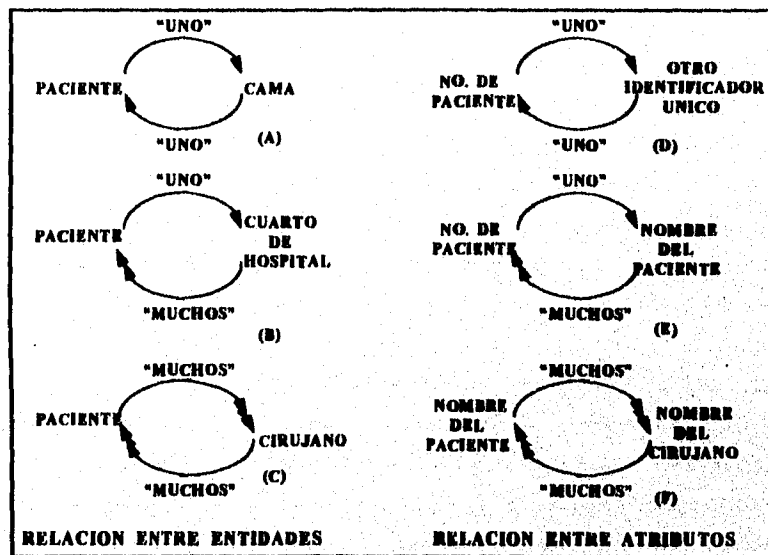 "UNO"
PACIENTE
CAMA
"UNO"
(A)
"UNO"
PACIENTE
CUARTO
DE
HOSPITAL
"MUCHOS"
(B)
"MUCHOS"
PACIENTE
CIRUJANO
"MUCHOS"
(C)
RELACION ENTRE ENTIDADES
"UNO"
NO. DE
PACIENTE
OTRO
IDENTIFICADOR
UNICO
"UNO"
(D)
"UNO"
NO. DE
PACIENTE
NOMBRE
DEL
PACIENTE
"MUCHOS"
(E)
"MUCHOS"
NOMBRE
DEL
PACIENTE
NOMBRE
DEL
CIRUJANO
"MUCHOS"
(F)
RELACION ENTRE ATRIBUTOS